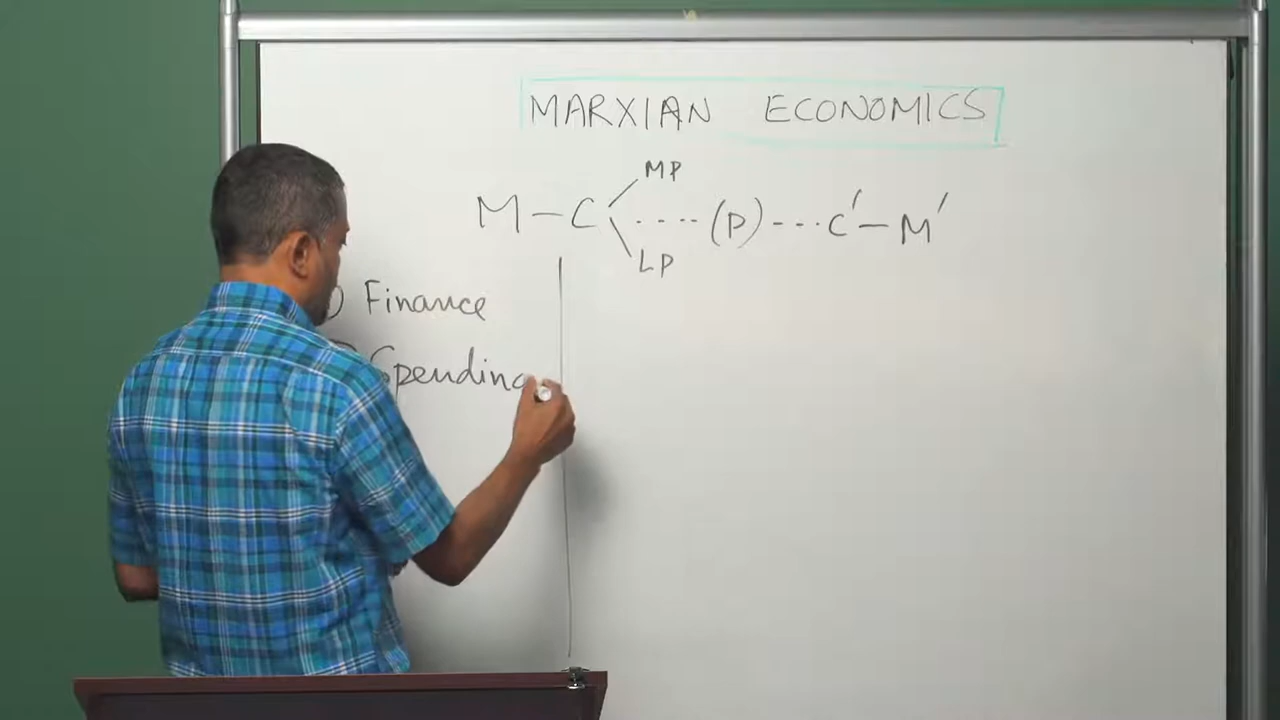 MARXIAN ECONOMICS
MP
M – C ···· (P) --- C' – M'
LP
) Finance
Spending